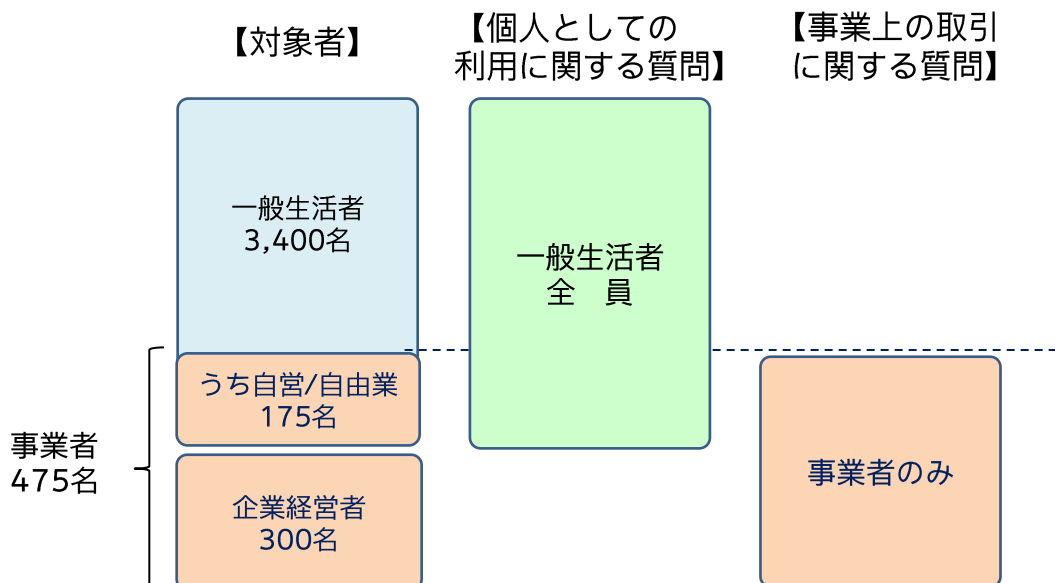 【対象者】
【個人としての
利用に関する質問】
【事業上の取引
に関する質問】
一般生活者
3,400名
一般生活者
全　員
うち自営/自由業
175名
事業者
475名
事業者のみ
企業経営者
300名